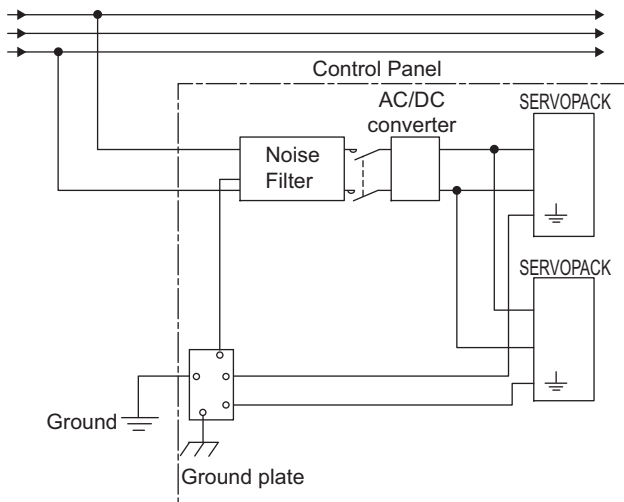 Control Panel
AC/DC
converter
SERVOPACK
Noise
Filter
SERVOPACK
Ground
Ground plate